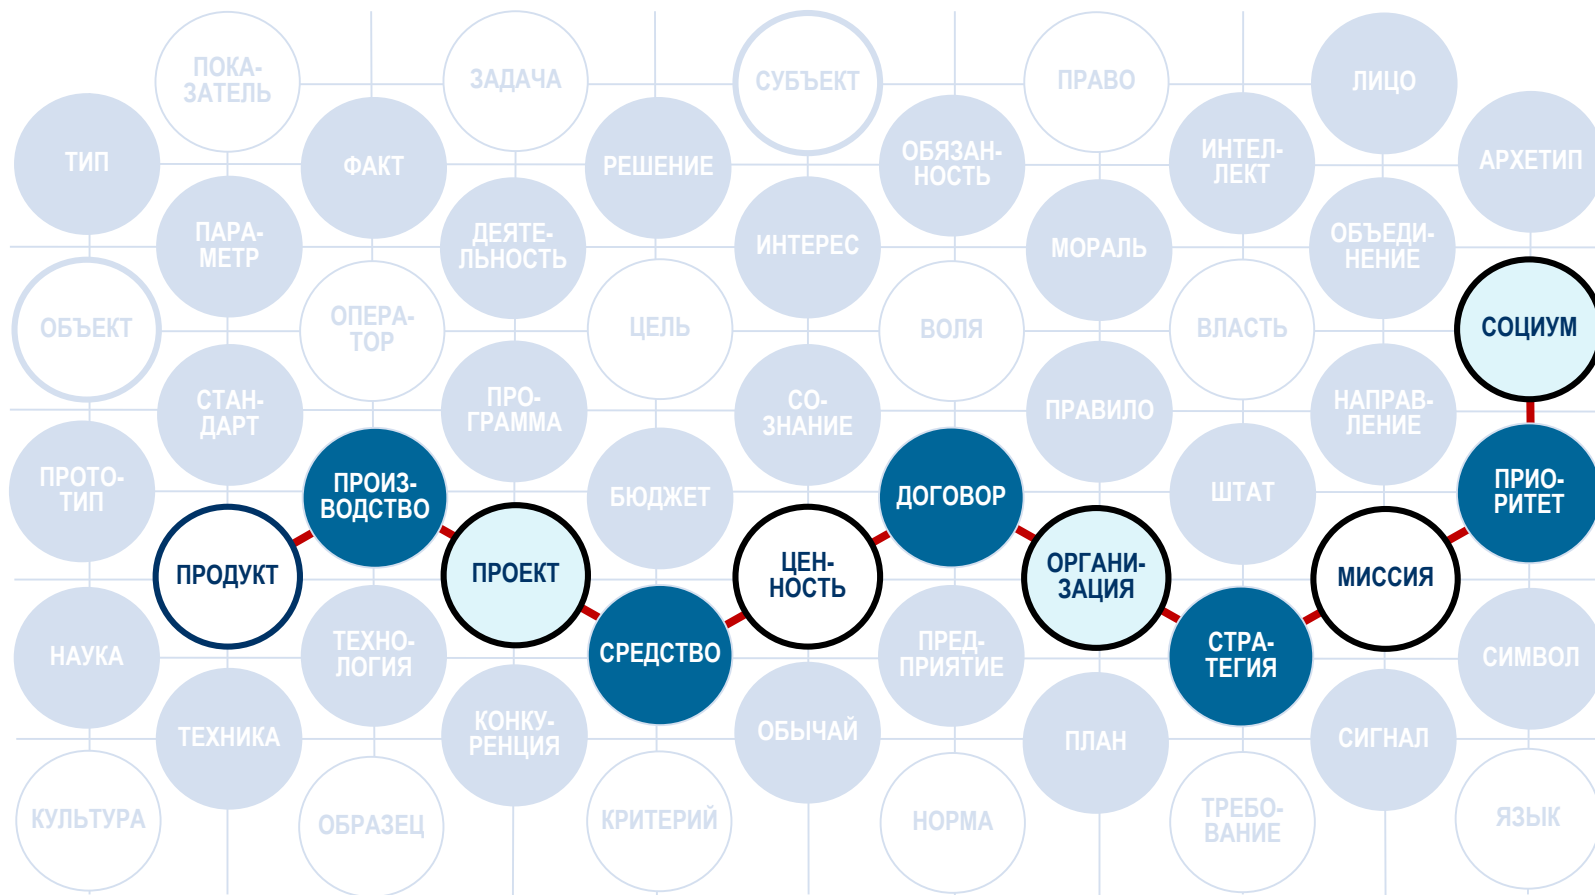 ПОКА-
ЗАТЕЛЬ
ЗАДАЧА
СУБЪЕКТ
ПРАВО
ЛИЦО
ТИП
ФАКТ
РЕШЕНИЕ
ОБЯЗАН-
НОСТЬ
ИНТЕЛ-
ЛЕКТ
АРХЕТИП
ПАРА-
МЕТР
ДЕЯТЕ-
ЛЬНОСТЬ
ИНТЕРЕС
МОРАЛЬ
ОБЪЕДИ-
НЕНИЕ
ОБЪЕКТ
ОПЕРА-
ТОР
ЦЕЛЬ
ВОЛЯ
ВЛАСТЬ
СОЦИУМ
СТАН-
ДАРТ
ПРО-
ГРАММА
СО-
ЗНАНИЕ
ПРАВИЛО
НАПРАВ-
ЛЕНИЕ
ПРОТО-
ТИП
ПРОИЗ-
ВОДСТВО
БЮДЖЕТ
ДОГОВОР
ШТАТ
ПРИО-
РИТЕТ
ПРОДУКТ
ПРОЕКТ
ЦЕН-
НОСТЬ
ОРГАНИ-
ЗАЦИЯ
МИССИЯ
НАУКА
ТЕХНО-
ЛОГИЯ
СРЕДСТВО
ПРЕД-
ПРИЯТИЕ
СТРА-
ТЕГИЯ
СИМВОЛ
ТЕХНИКА
КОНКУ-
РЕНЦИЯ
ОБЫЧАЙ
ПЛАН
СИГНАЛ
КУЛЬТУРА
ОБРАЗЕЦ
КРИТЕРИЙ
НОРМА
ТРЕБО-
ВАНИЕ
ЯЗЫК